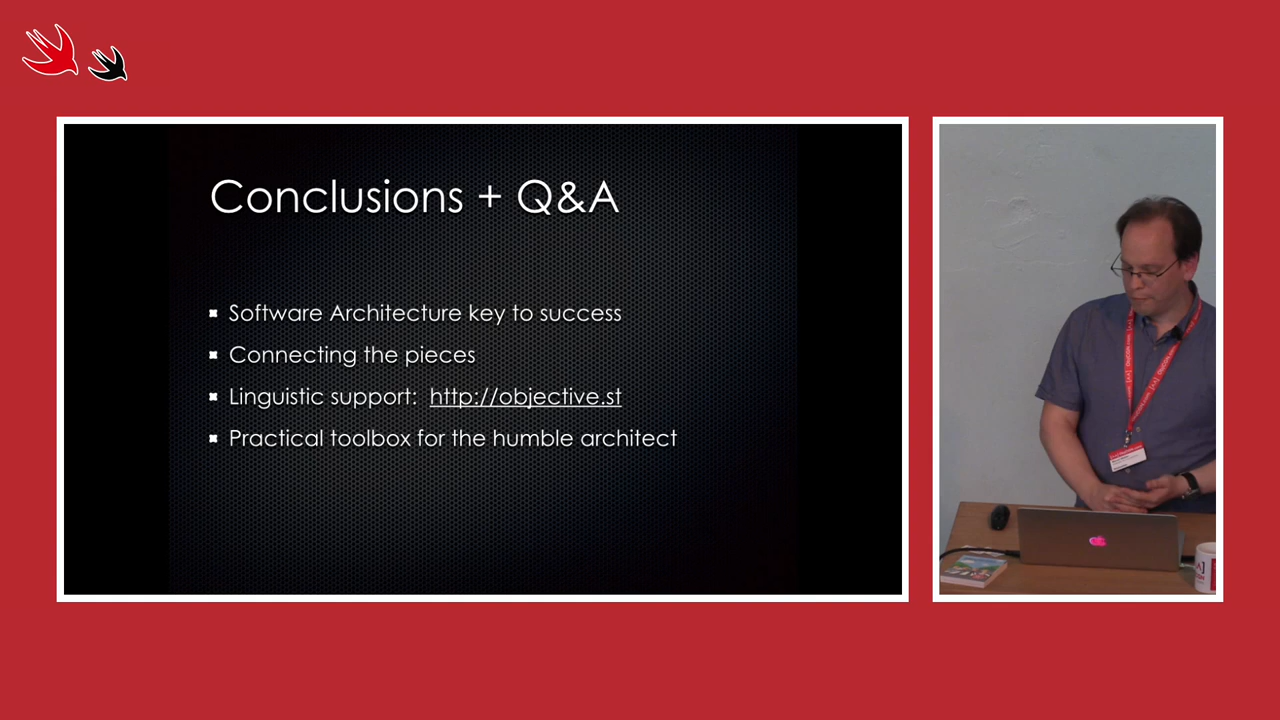 Conclusions + Q&A
Software Architecture key to success
Connecting the pieces
Linguistic support: http://objective.st
Practical toolbox for the humble architect